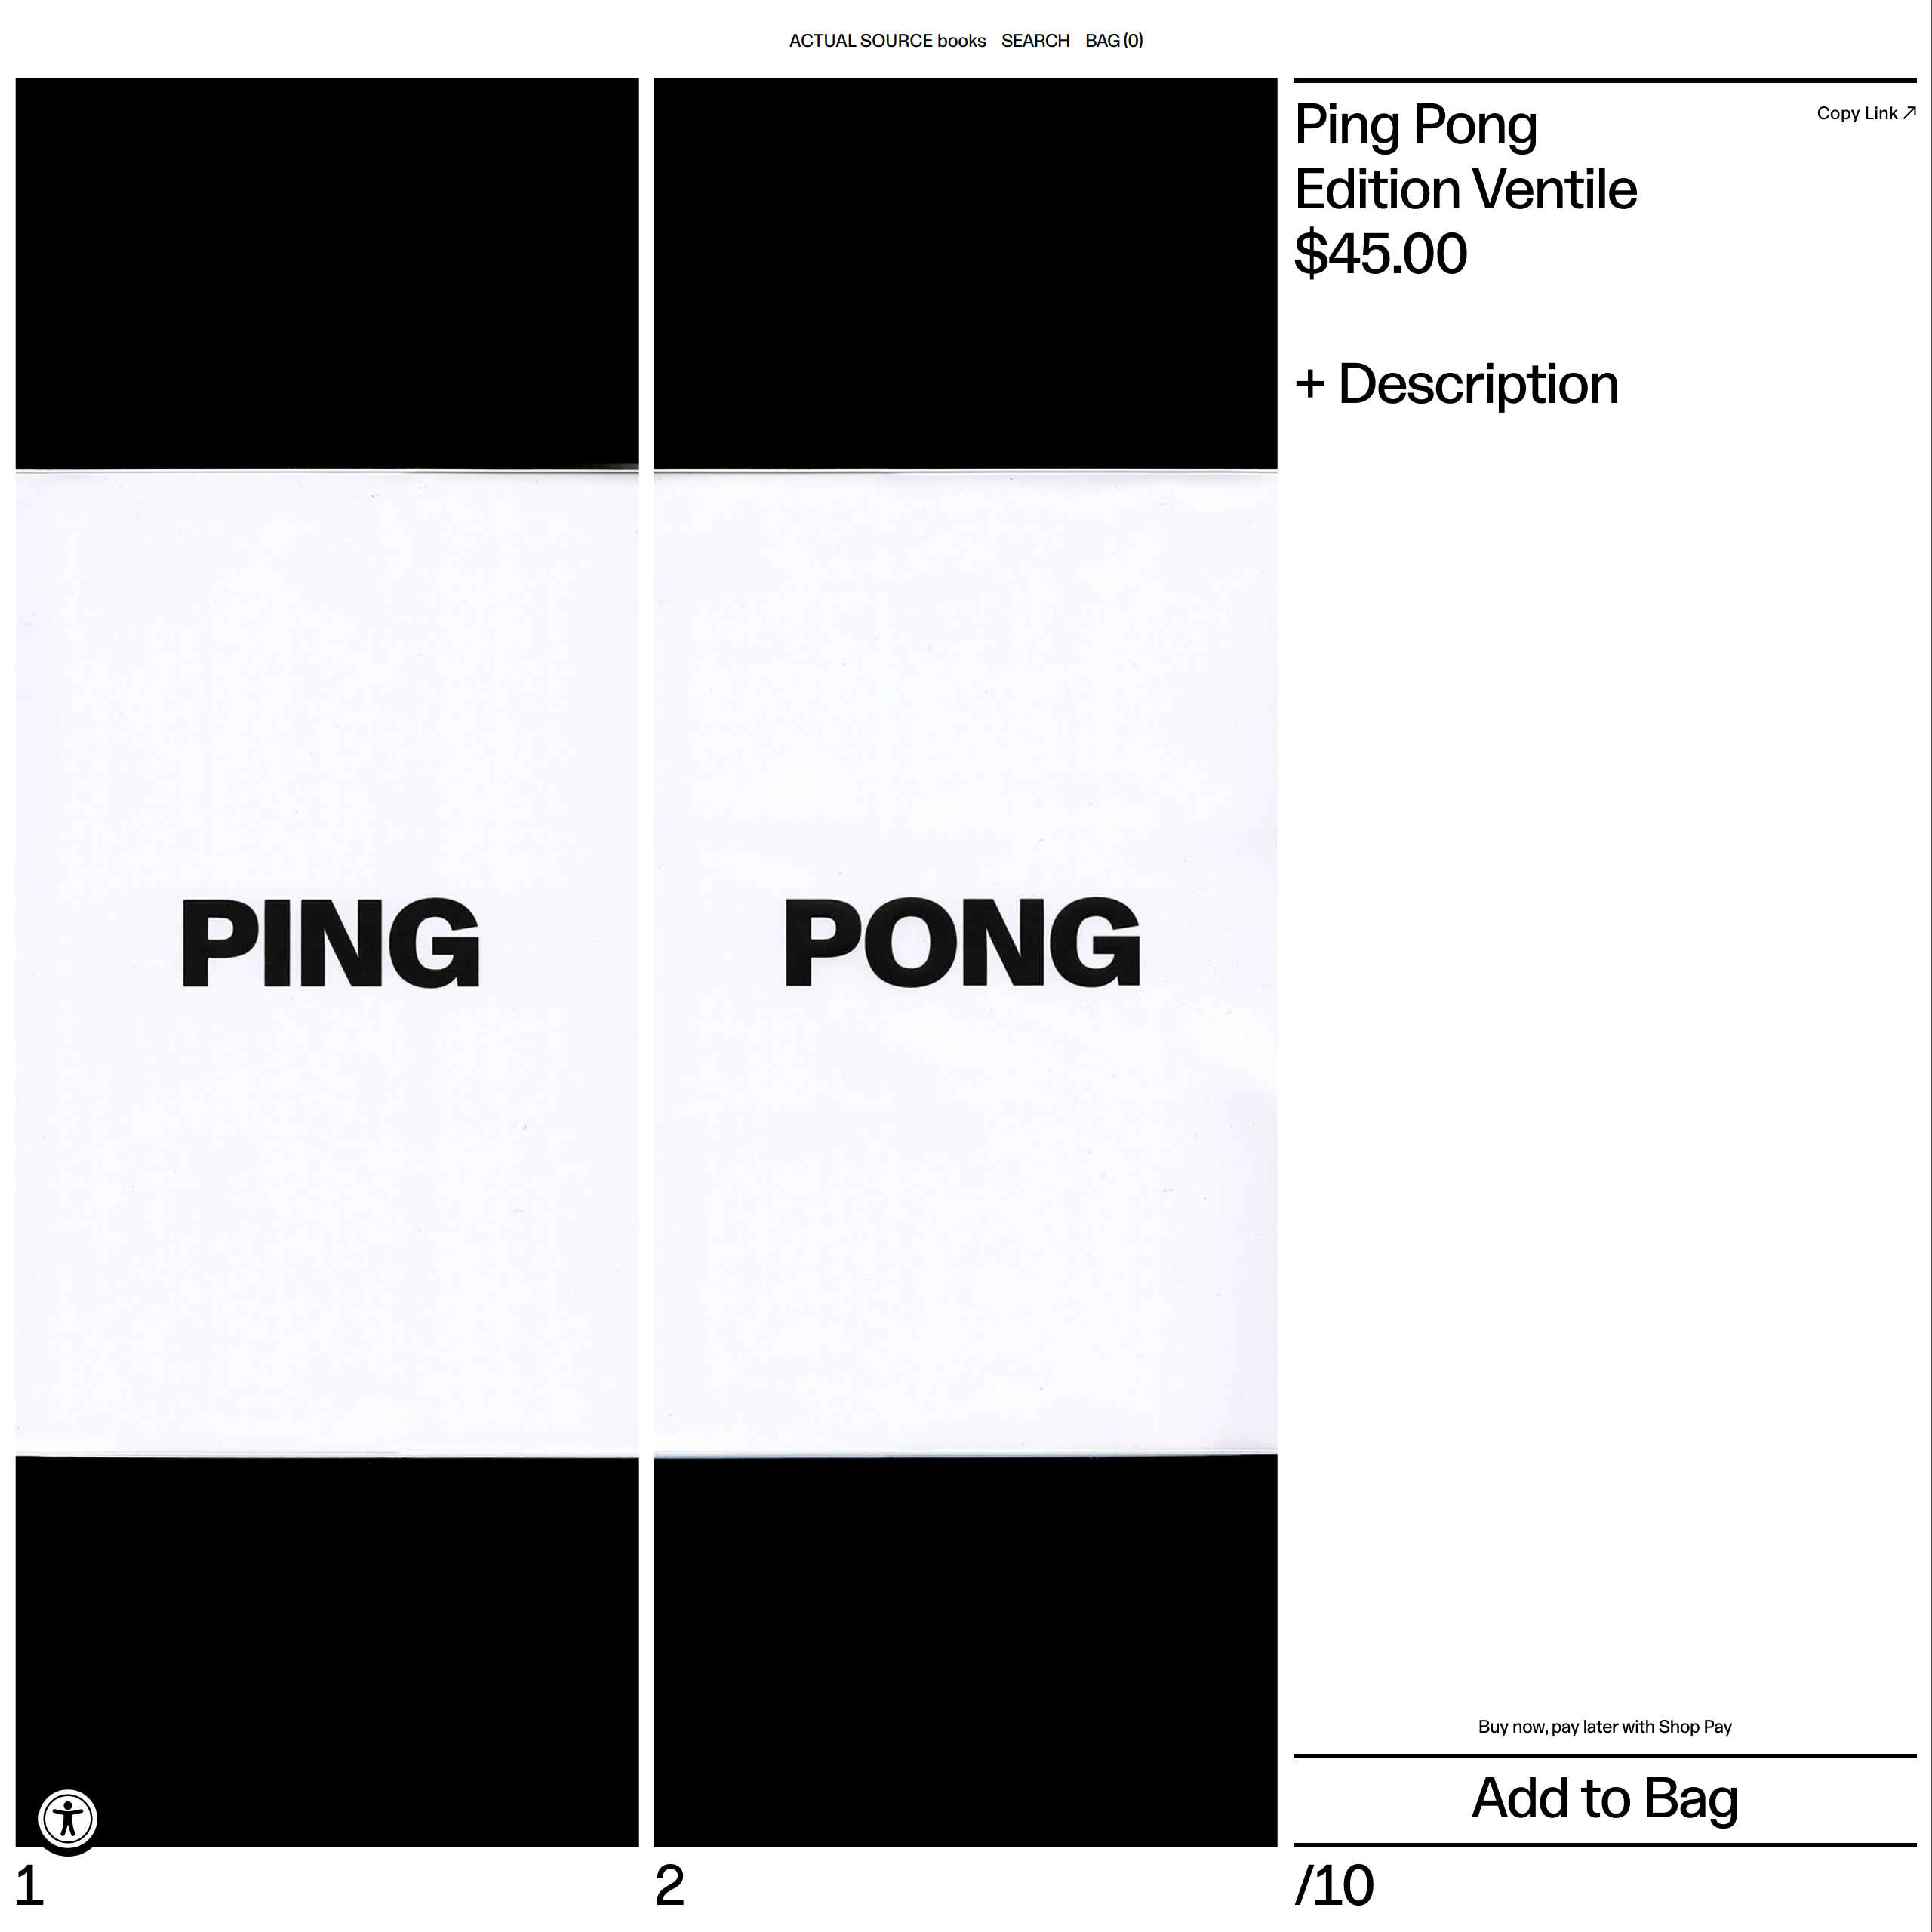 ACTUAL SOURCE books SEARCH BAG (0)
PING
PONG
Ping Pong
Copy Link ↗
Edition Ventile
$45.00
+ Description
Buy now, pay later with Shop Pay
Add to Bag
1
2
/10